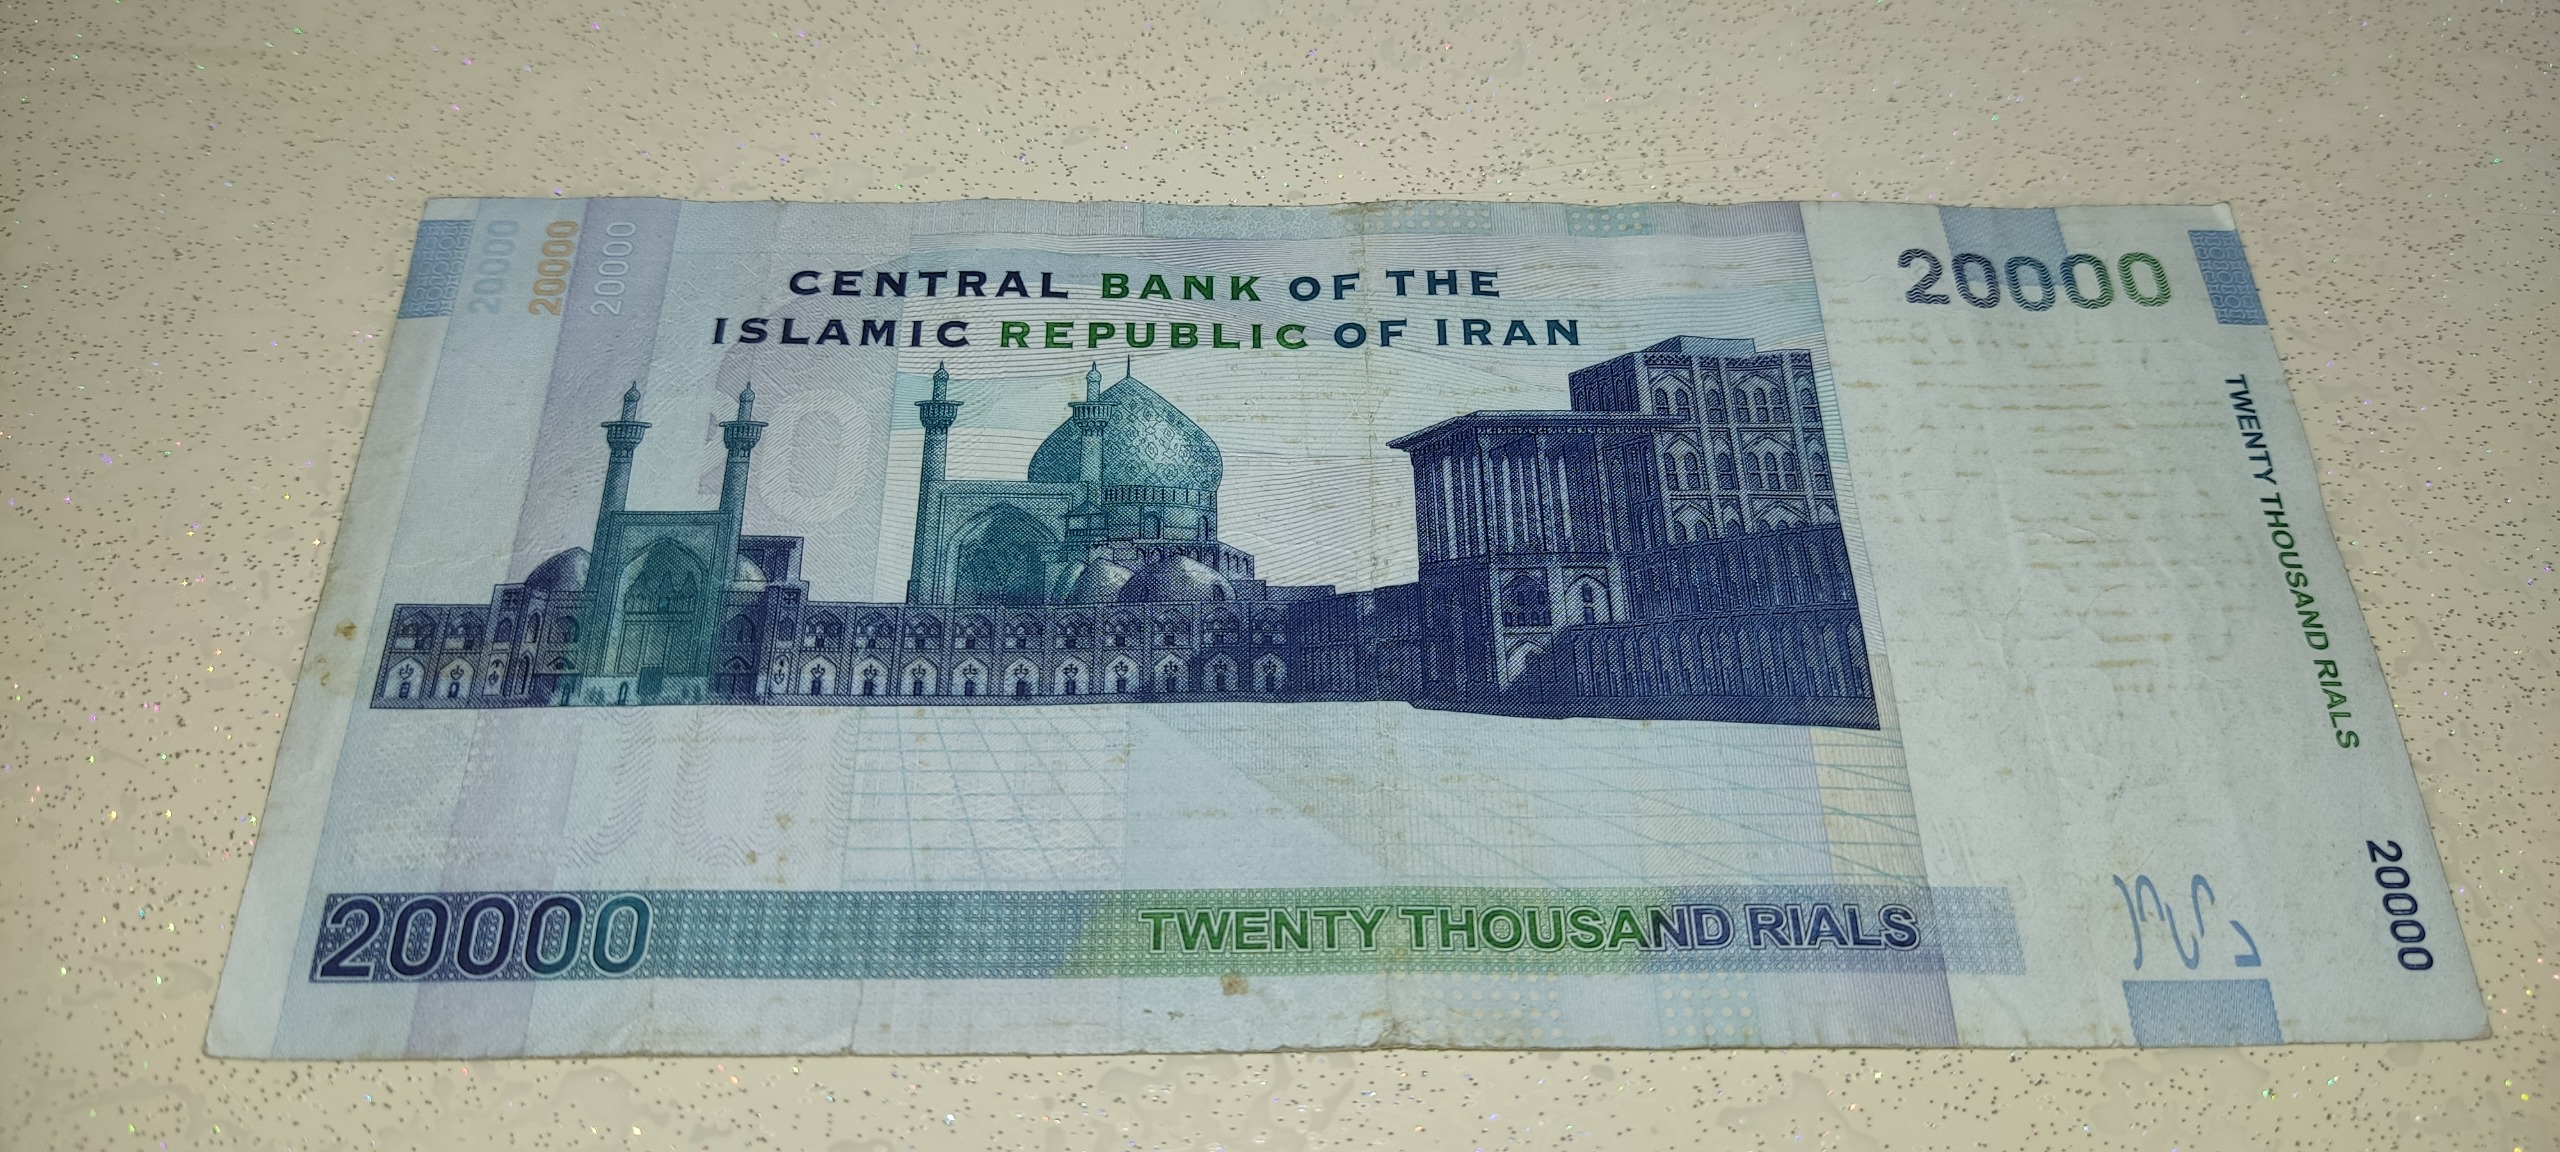 20000
20000
20000
CENTRAL BANK OF THE
ISLAMIC REPUBLIC OF IRAN
20000
TWENTY THOUSAND RIALS
20000
20000
TWENTY THOUSAND RIALS